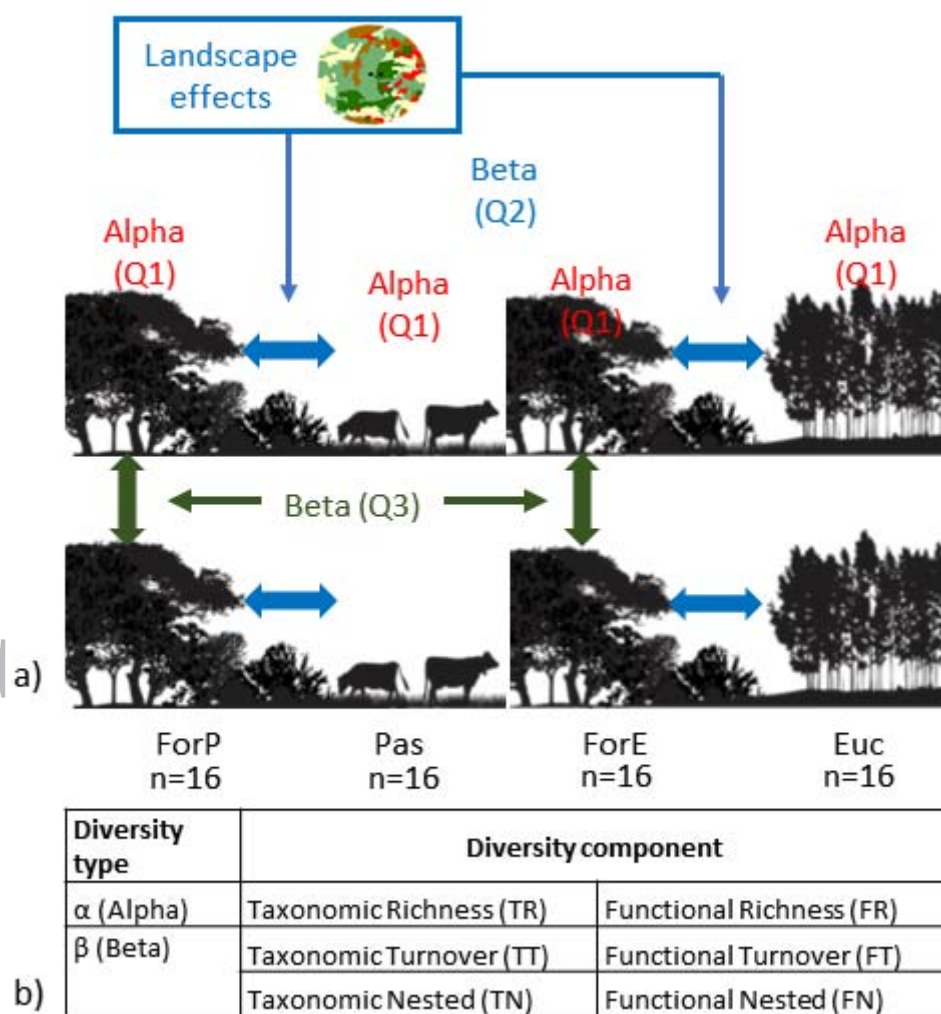 Landscape
effects
Beta
(Q2)
Alpha
(Q1)
Alpha
(Q1)
Alpha
(Q1)
Alpha
(Q1)
Beta (Q3)
a)
ForP
n=16
Pas
n=16
ForE
n=16
Euc
n=16
Diversity
type
Diversity component
α (Alpha)
Taxonomic Richness (TR)
Functional Richness (FR)
β (Beta)
Taxonomic Turnover (TT)
Functional Turnover (FT)
b)
Taxonomic Nested (TN)
Functional Nested (FN)